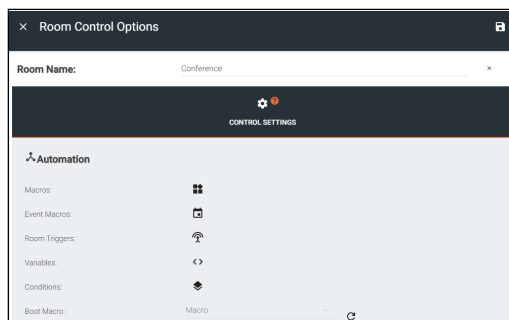 × Room Control Options
Room Name: Conference ×
?
CONTROL SETTINGS
Automation
Macros:
Event Macros:
Room Triggers:
Variables: <>
Conditions:
Boot Macro: Macro